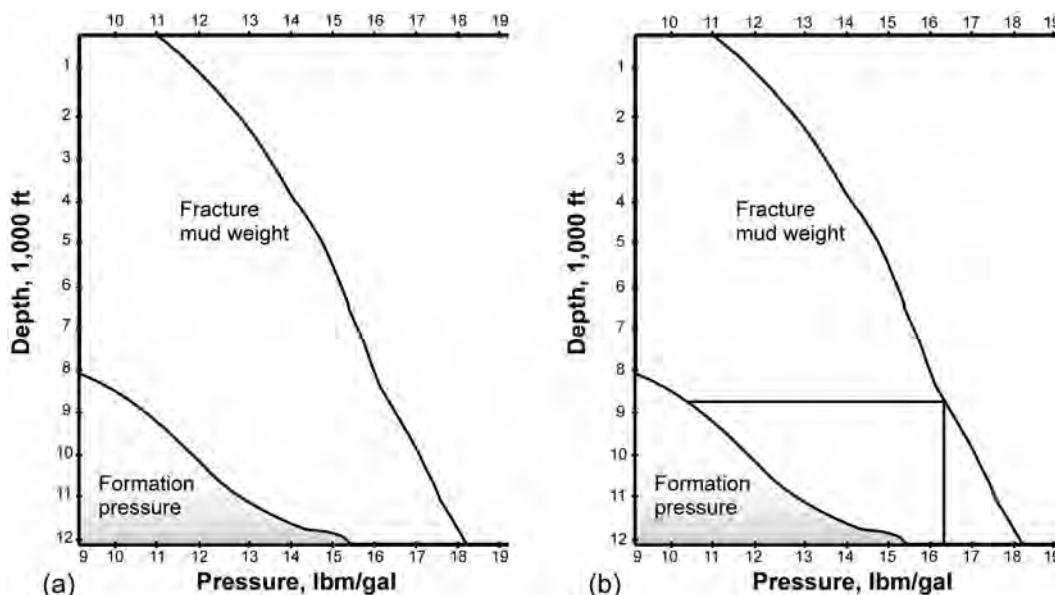 10 11 12 13 14 15 16 17 18 19
1
2
3
4
5
6
7
8
9
10
11
12
Depth, 1,000 ft
Fracture
mud weight
Formation
pressure
9 10 11 12 13 14 15 16 17 18 19
(a) Pressure, lbm/gal
10 11 12 13 14 15 16 17 18 19
1
2
3
4
5
6
7
8
9
10
11
12
Depth, 1,000 ft
Fracture
mud weight
Formation
pressure
9 10 11 12 13 14 15 16 17 18 19
(b) Pressure, lbm/gal